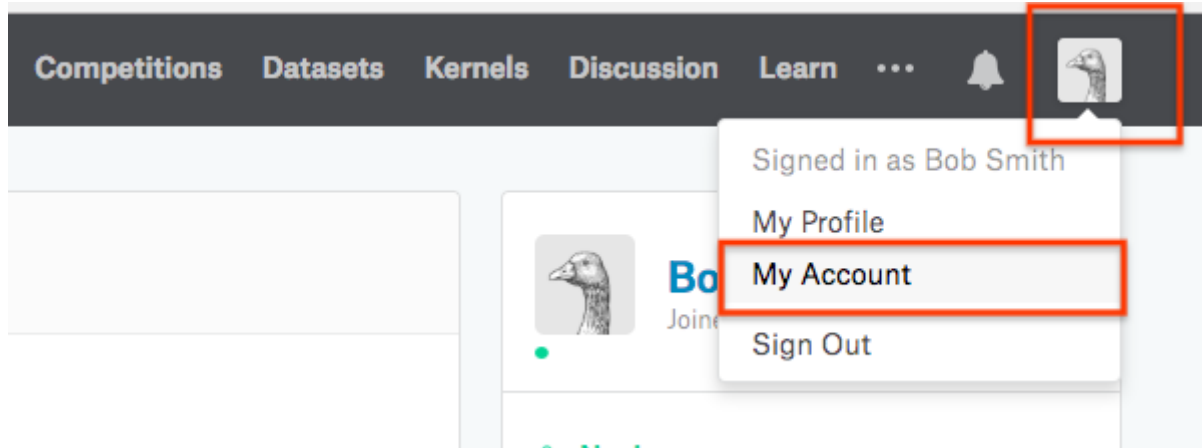 Competitions Datasets Kernels Discussion Learn ...
Signed in as Bob Smith
My Profile
My Account
Sign Out